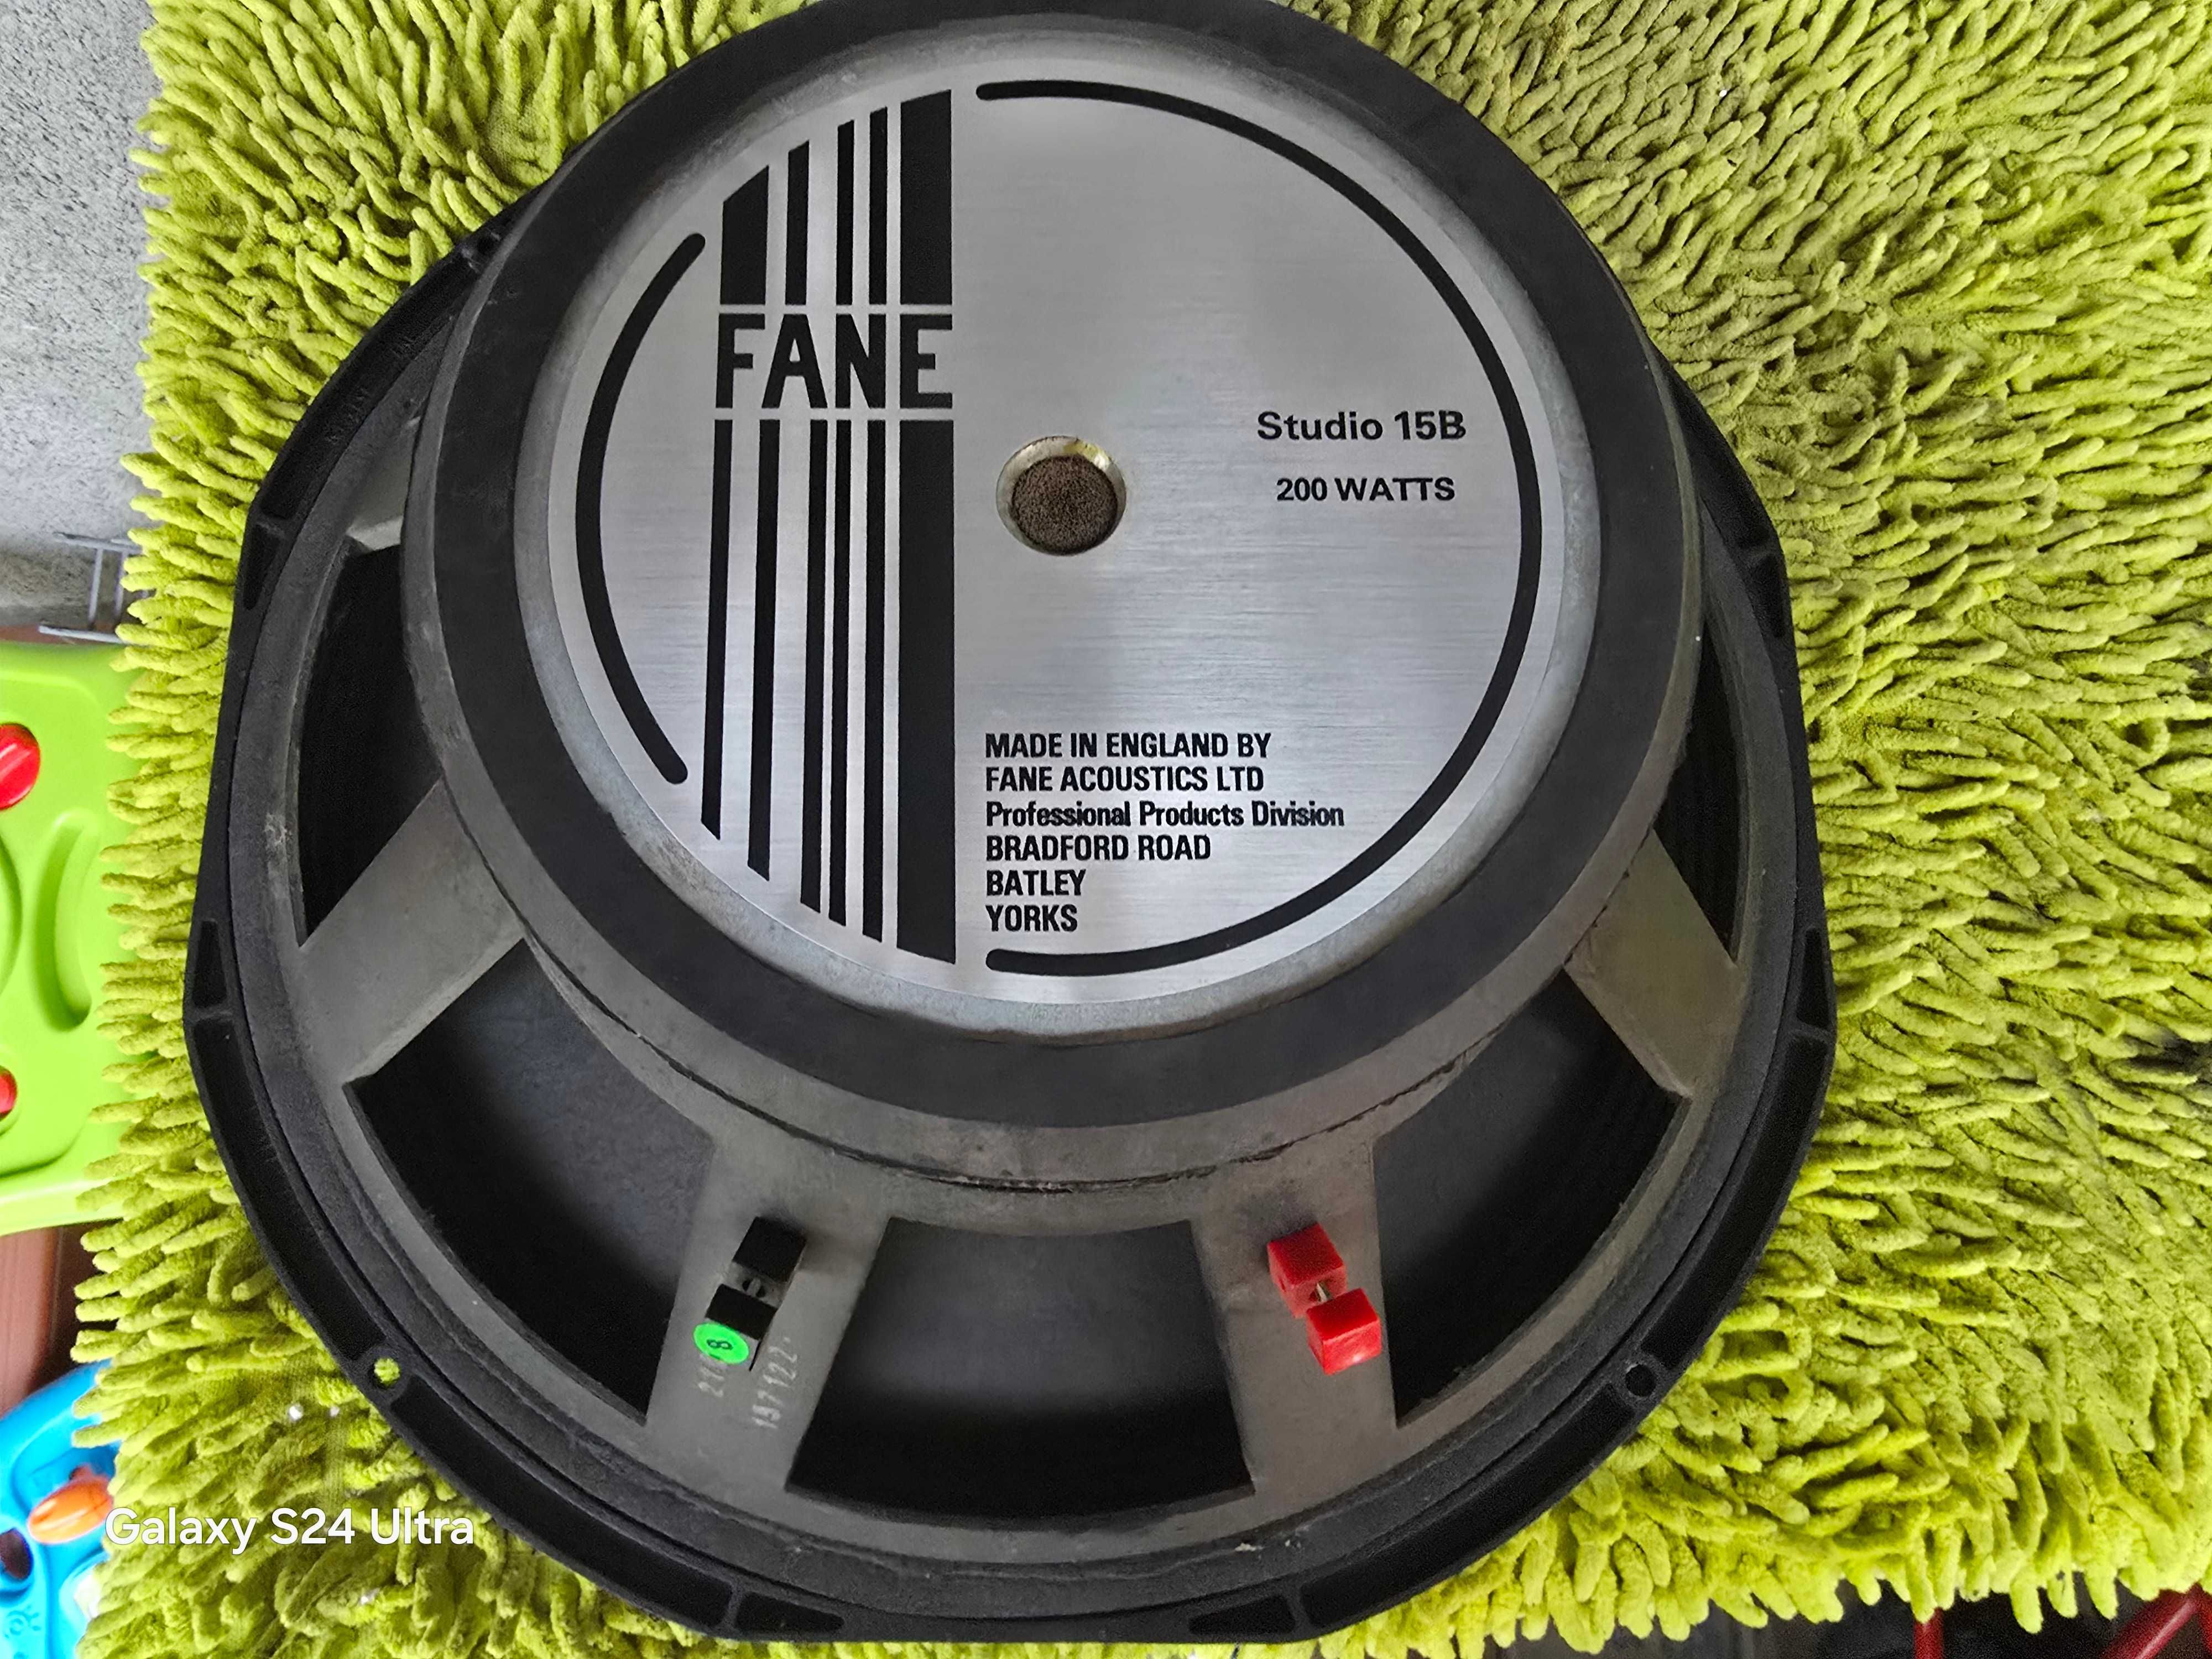 FANE
Studio 15B
200 WATTS
MADE IN ENGLAND BY
FANE ACOUSTICS LTD
Professional Products Division
BRADFORD ROAD
BATLEY
YORKS
8
Galaxy S24 Ultra